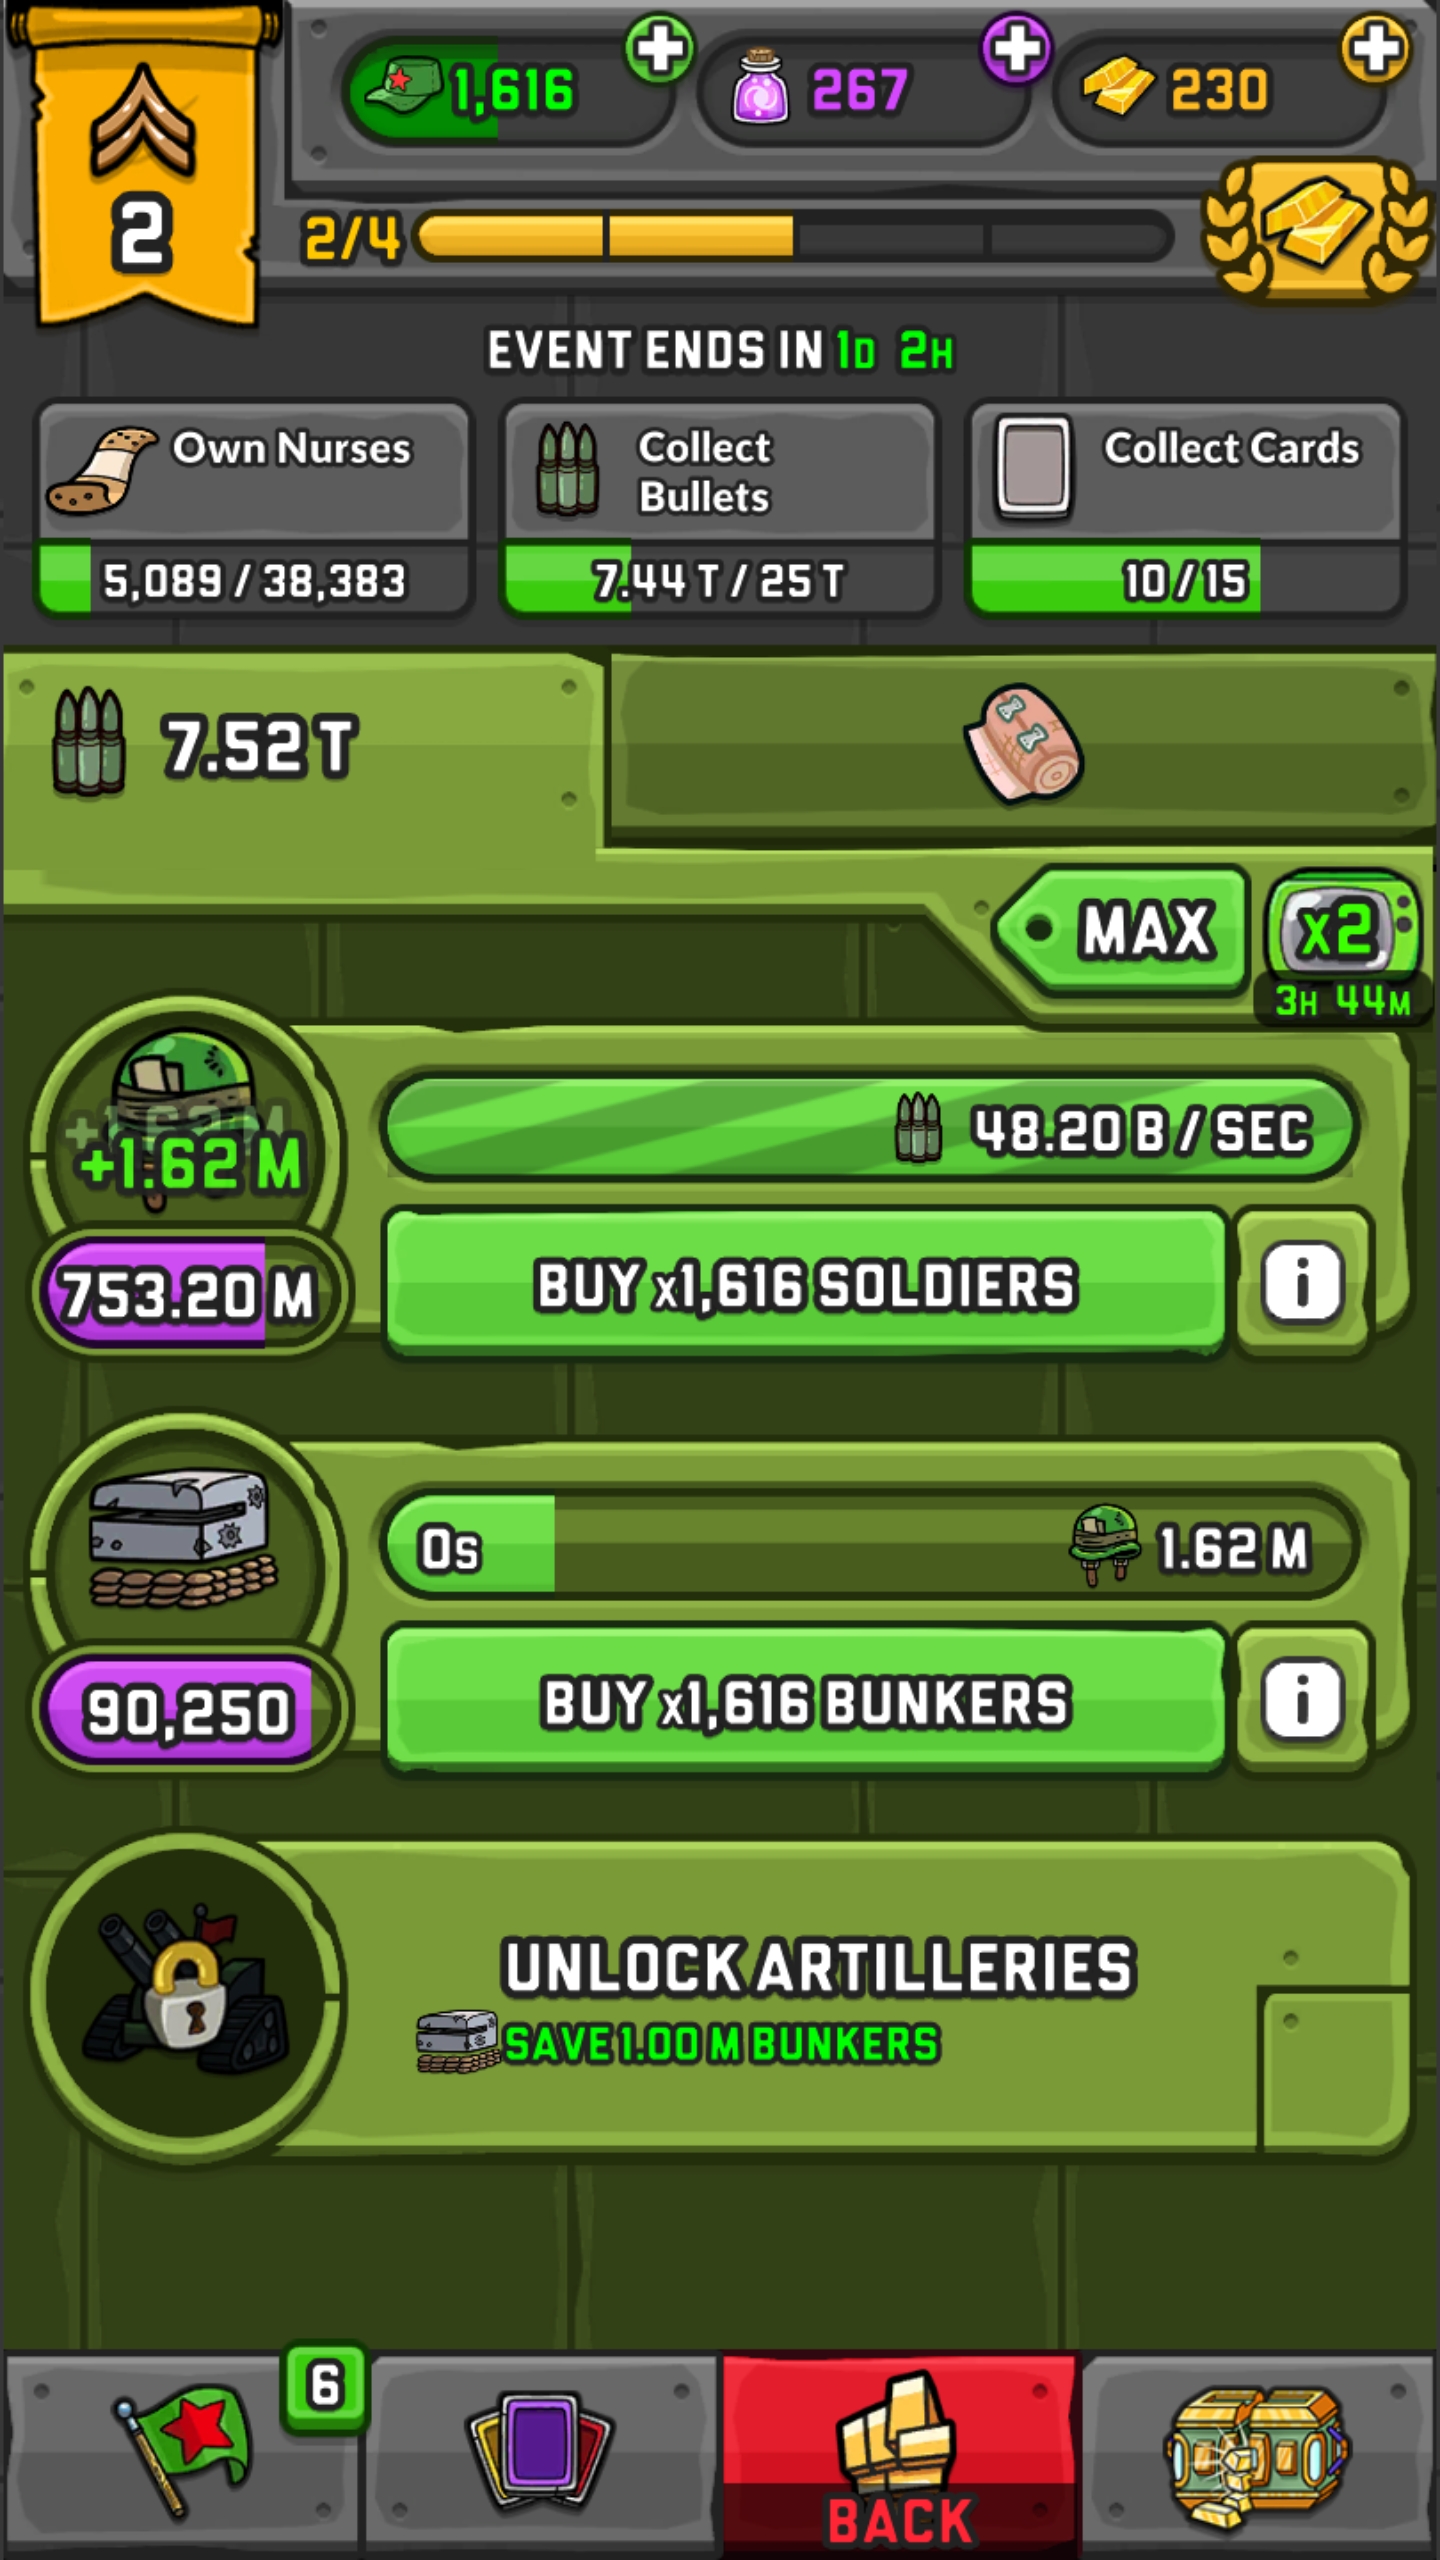 1,616
267
230
2
2/4
EVENT ENDS IN 1D 2H
Own Nurses
5,089 / 38,383
Collect
Bullets
7.44 T / 25 T
Collect Cards
10 / 15
7.52 T
MAX
x2
3H 44M
+1.62 M
+1.62 M
48.20 B / SEC
753.20 M
BUY x1,616 SOLDIERS
i
0s
1.62 M
90,250
BUY x1,616 BUNKERS
i
UNLOCK ARTILLERIES
SAVE 1.00 M BUNKERS
6
BACK